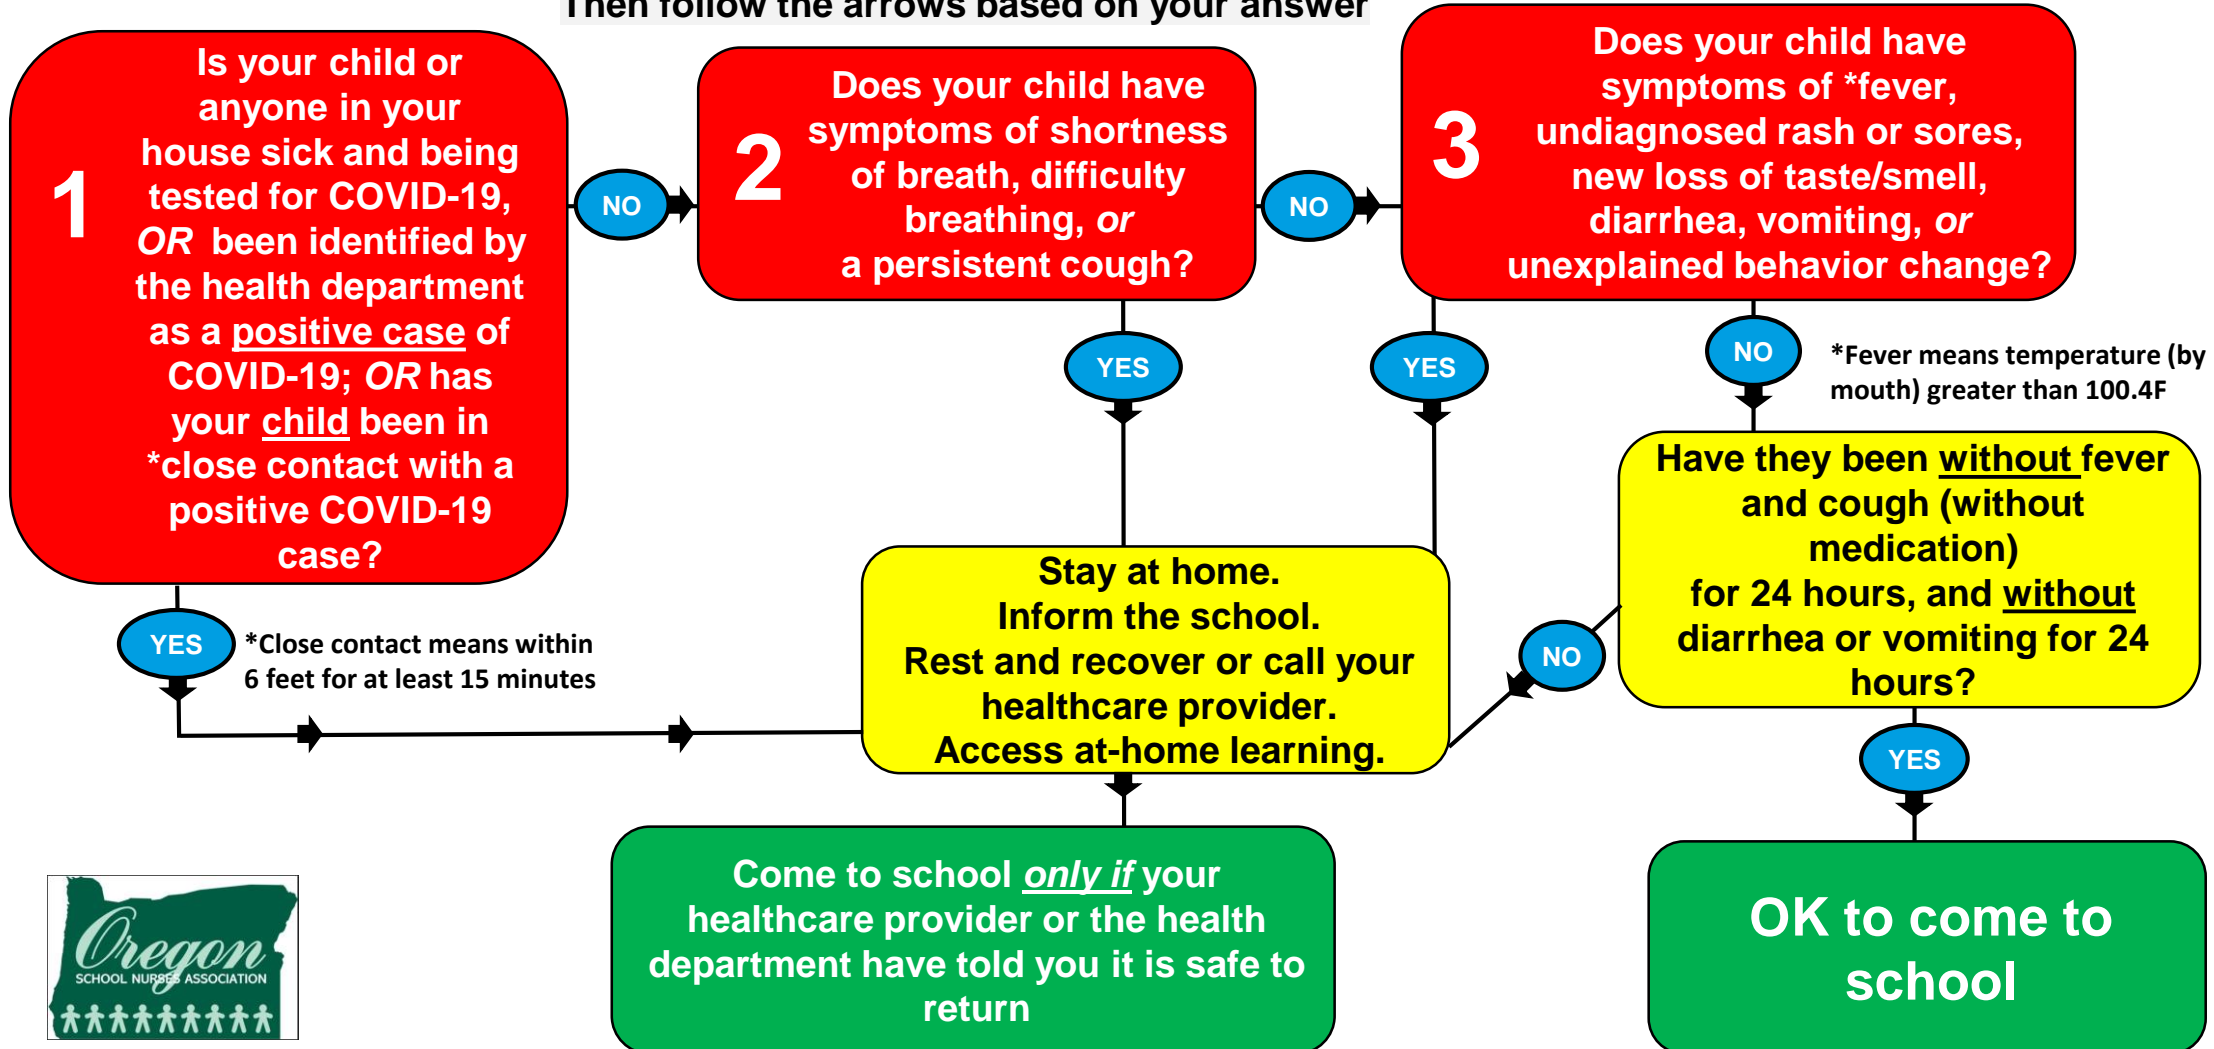 Then follow the arrows based on your answer
1
Is your child or
anyone in your
house sick and being
tested for COVID-19,
OR been identified by
the health department
as a positive case of
COVID-19; OR has
your child been in
*close contact with a
positive COVID-19
case?
NO
2
Does your child have
symptoms of shortness
of breath, difficulty
breathing, or
a persistent cough?
NO
3
Does your child have
symptoms of *fever,
undiagnosed rash or sores,
new loss of taste/smell,
diarrhea, vomiting, or
unexplained behavior change?
YES
YES
NO
*Fever means temperature (by
mouth) greater than 100.4F
Have they been without fever
and cough (without
medication)
for 24 hours, and without
diarrhea or vomiting for 24
hours?
YES
*Close contact means within
6 feet for at least 15 minutes
Stay at home.
Inform the school.
Rest and recover or call your
healthcare provider.
Access at-home learning.
NO
YES
Come to school only if your
healthcare provider or the health
department have told you it is safe to
return
OK to come to
school
Oregon
SCHOOL NURSES ASSOCIATION